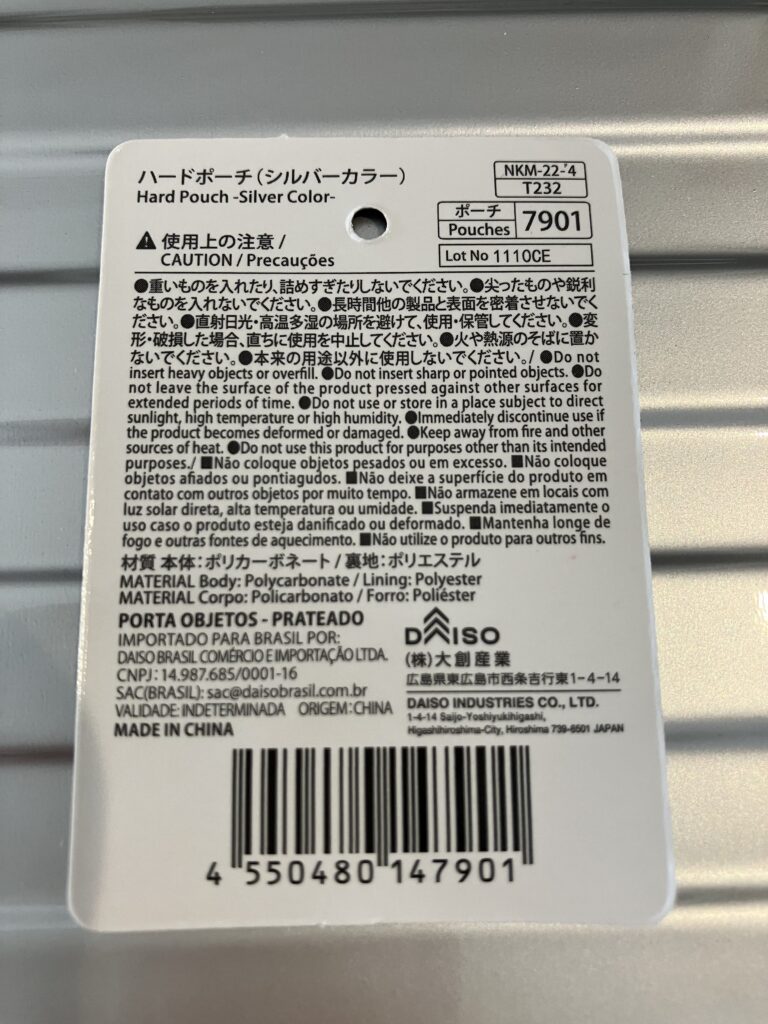 ハードポーチ(シルバーカラー)
Hard Pouch -Silver Color-
NKM-22-'4
T232
ポーチ
Pouches
7901
Lot No 1110CE
使用上の注意 /
CAUTION / Precauções
●重いものを入れたり、詰めすぎたりしないでください。●尖ったものや鋭利
なものを入れないでください。●長時間他の製品と表面を密着させないでく
ださい。●直射日光・高温多湿の場所を避けて、使用・保管してください。●変
形・破損した場合、直ちに使用を中止してください。●火や熱源のそばに置か
ないでください。●本来の用途以外に使用しないでください。/ ●Do not
insert heavy objects or overfill. ●Do not insert sharp or pointed objects. ●Do
not leave the surface of the product pressed against other surfaces for
extended periods of time. ●Do not use or store in a place subject to direct
sunlight, high temperature or high humidity. ●Immediately discontinue use if
the product becomes deformed or damaged. ●Keep away from fire and other
sources of heat. ●Do not use this product for purposes other than its intended
purposes./ ■Não coloque objetos pesados ou em excesso. ■Não coloque
objetos afiados ou pontiagudos. ■Não deixe a superfície do produto em
contato com outros objetos por muito tempo. ■Não armazene em locais com
luz solar direta, alta temperatura ou umidade. ■Suspenda imediatamente o
uso caso o produto esteja danificado ou deformado. ■Mantenha longe de
fogo e outras fontes de aquecimento. ■Não utilize o produto para outros fins.
材質 本体:ポリカーボネート / 裏地:ポリエステル
MATERIAL Body: Polycarbonate / Lining: Polyester
MATERIAL Corpo: Policarbonato / Forro: Poliéster
PORTA OBJETOS - PRATEADO
IMPORTADO PARA BRASIL POR:
DAISO BRASIL COMÉRCIO E IMPORTAÇÃO LTDA.
CNPJ: 14.987.685/0001-16
SAC(BRASIL): sac@daisobrasil.com.br
VALIDADE: INDETERMINADA ORIGEM:CHINA
MADE IN CHINA
DAISO
(株)大創産業
広島県東広島市西条吉行東1-4-14
DAISO INDUSTRIES CO., LTD.
1-4-14 Saijo-Yoshiyukihigashi,
Higashihiroshima-City, Hiroshima 739-8501 JAPAN
4 550480 147901